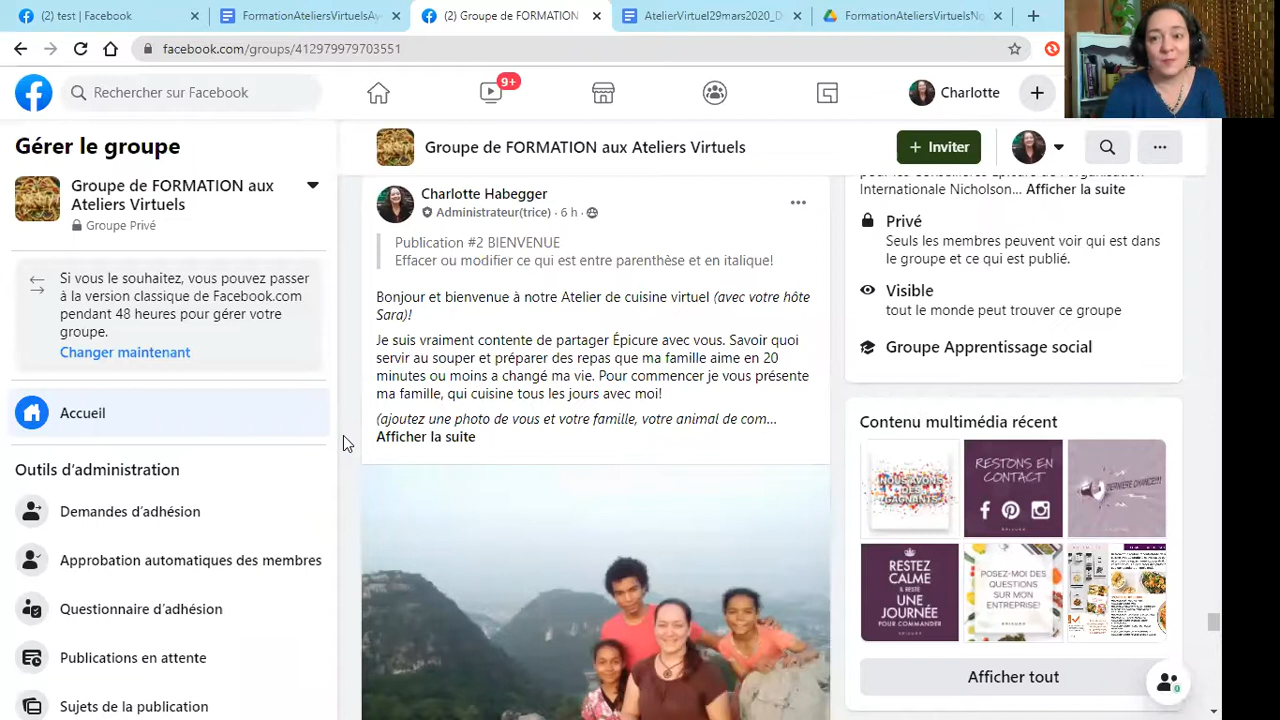 (2) test | Facebook
FormationAteliersVirtuelsAv
(2) Groupe de FORMATION
AtelierVirtuel29mars2020_D
FormationAteliersVirtuelsNi
facebook.com/groups/412979979703551
Rechercher sur Facebook
9+
Charlotte
Gérer le groupe
Groupe de FORMATION aux
Ateliers Virtuels
Groupe Privé
Si vous le souhaitez, vous pouvez passer
à la version classique de Facebook.com
pendant 48 heures pour gérer votre
groupe.
Changer maintenant
Accueil
Outils d'administration
Demandes d'adhésion
Approbation automatiques des membres
Questionnaire d'adhésion
Publications en attente
Sujets de la publication
Groupe de FORMATION aux Ateliers Virtuels
+ Inviter
Charlotte Habegger
Administrateur(trice) · 6 h ·
Publication #2 BIENVENUE
Effacer ou modifier ce qui est entre parenthèse et en italique!
Bonjour et bienvenue à notre Atelier de cuisine virtuel (avec votre hôte
Sara)!
Je suis vraiment contente de partager Épicure avec vous. Savoir quoi
servir au souper et préparer des repas que ma famille aime en 20
minutes ou moins a changé ma vie. Pour commencer je vous présente
ma famille, qui cuisine tous les jours avec moi!
(ajoutez une photo de vous et votre famille, votre animal de com...
Afficher la suite
pour les Conseillères Épicure de l'organisation
Internationale Nicholson... Afficher la suite
Privé
Seuls les membres peuvent voir qui est dans
le groupe et ce qui est publié.
Visible
tout le monde peut trouver ce groupe
Groupe Apprentissage social
Contenu multimédia récent
NOUS AVONS
DES
GAGNANTS
RESTONS EN
CONTACT
EPICURE
DERNIÈRE CHANCE!!!
RESTEZ
CALME
IL RESTE
UNE
JOURNÉE
POUR COMMANDER
EPICURE
POSEZ-MOI DES
QUESTIONS
SUR MON
ENTREPRISE!
EPICURE
Afficher tout
0